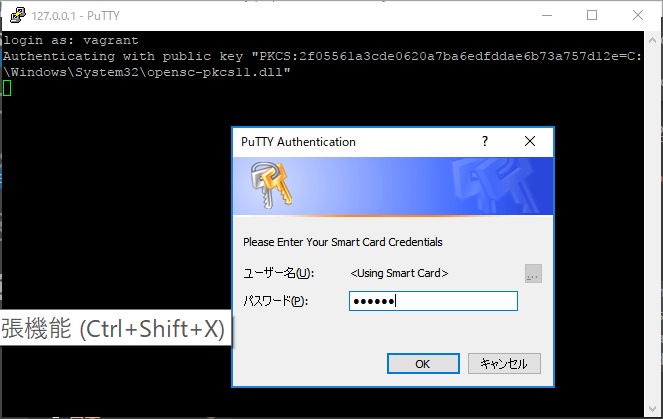 127.0.0.1 - PuTTY
login as: vagrant
Authenticating with public key "PKCS:2f05561a3cde0620a7ba6edfddae6b73a757d12e=C:
\Windows\System32\opensc-pkcs11.dll"
PuTTY Authentication
Please Enter Your Smart Card Credentials
ユーザー名(U):
<Using Smart Card>
...
パスワード(P):
●●●●●●
張機能 (Ctrl+Shift+X)
OK
キャンセル